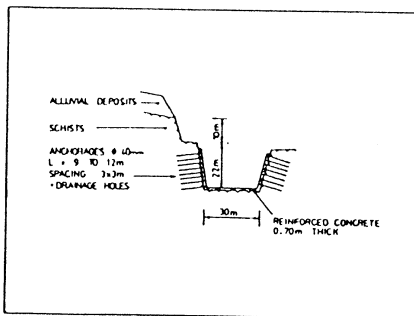 ALLUVIAL DEPOSITS
SCHISTS
ANCHORAGES ϕ 40mm
L = 9 TO 12m
SPACING 3x3m
+ DRAINAGE HOLES
10m
22m
30m
REINFORCED CONCRETE
0.70m THICK